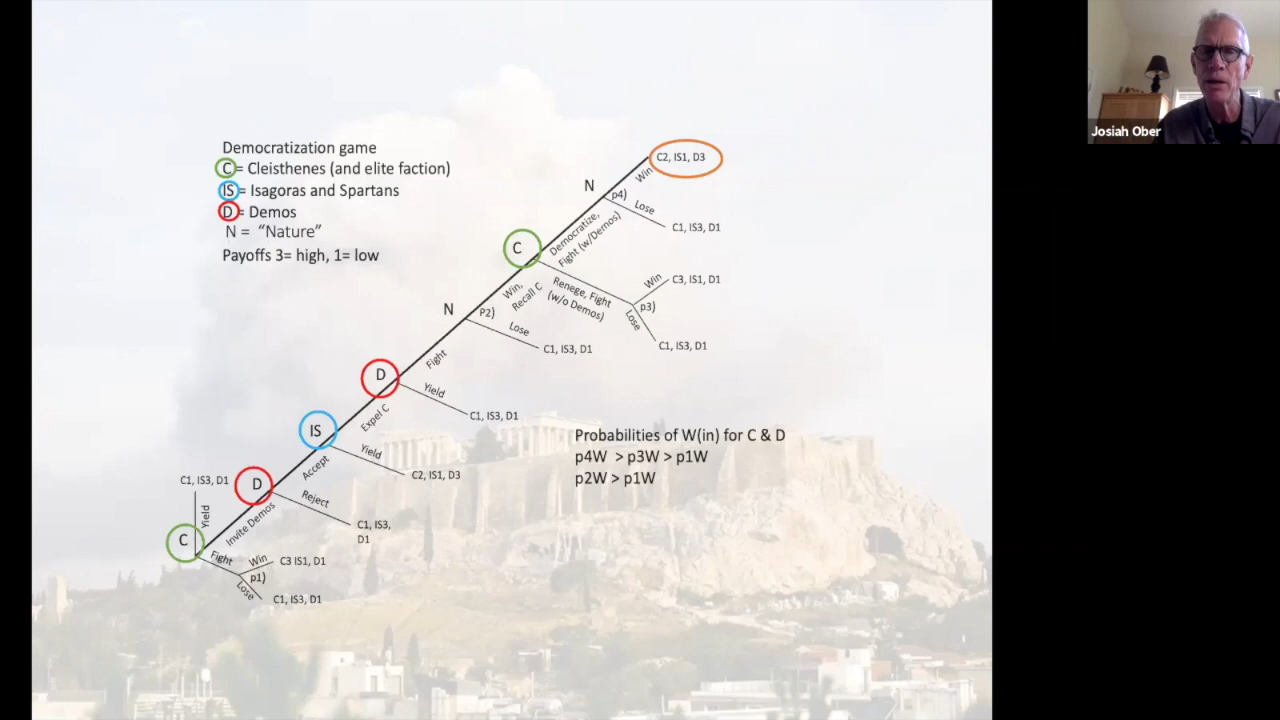 Democratization game
C = Cleisthenes (and elite faction)
IS = Isagoras and Spartans
D = Demos
N = “Nature”
Payoffs 3= high, 1= low
C2, IS1, D3
Win
N
p4)
Lose
C1, IS3, D1
Democratize,
Fight (w/Demos)
C
Win
C3, IS1, D1
Renege, Fight
(w/o Demos)
p3)
Lose
C1, IS3, D1
Win,
Recall C
N
P2)
Lose
C1, IS3, D1
Fight
D
Yield
C1, IS3, D1
Expel C
IS
Yield
C2, IS1, D3
Accept
Probabilities of W(in) for C & D
p4W > p3W > p1W
p2W > p1W
C1, IS3, D1
D
Reject
C1, IS3,
D1
Yield
Invite Demos
C
Fight
Win
C3 IS1, D1
p1)
Lose
C1, IS3, D1
Josiah Ober